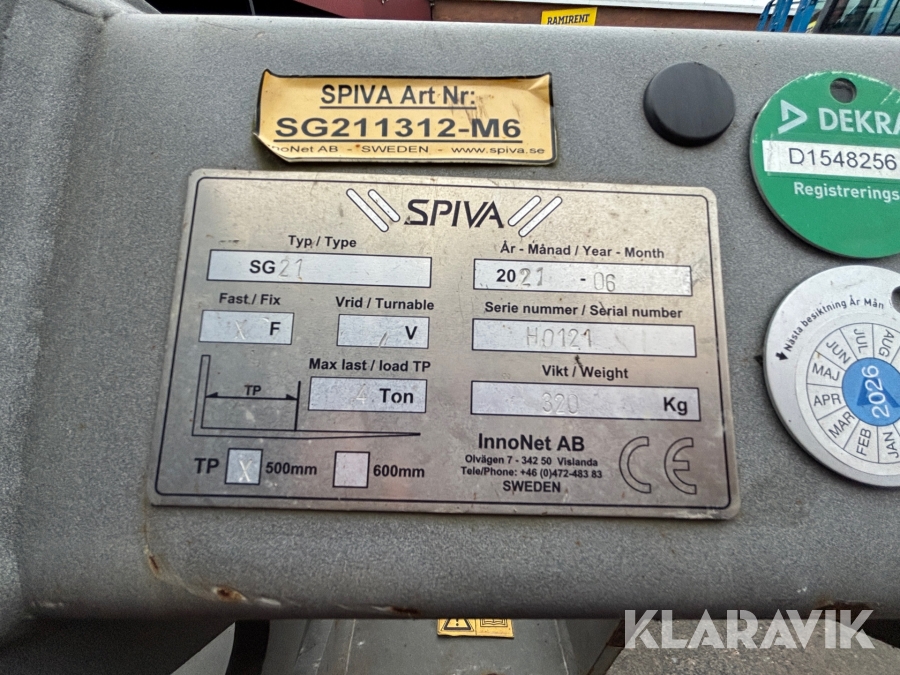 RAMIRENT
SPIVA Art Nr:
SG211312-M6
InnoNet AB - SWEDEN - www.spiva.se
DEKRA
D1548256
Registrerings
SPIVA
Typ / Type
SG21
År - Månad / Year - Month
2021 - 06
Fast / Fix
X F
Vrid / Turnable
V
Serie nummer / Serial number
H0121
Max last / load TP
4 Ton
Vikt / Weight
320 Kg
TP
TP X 500mm 600mm
InnoNet AB
Olvägen 7 - 342 50 Vislanda
Tele/Phone: +46 (0)472-483 83
SWEDEN
CE
Nästa besiktning År Mån
JAN FEB MAR APR MAJ JUN JUL AUG
2026
KLARAVIK